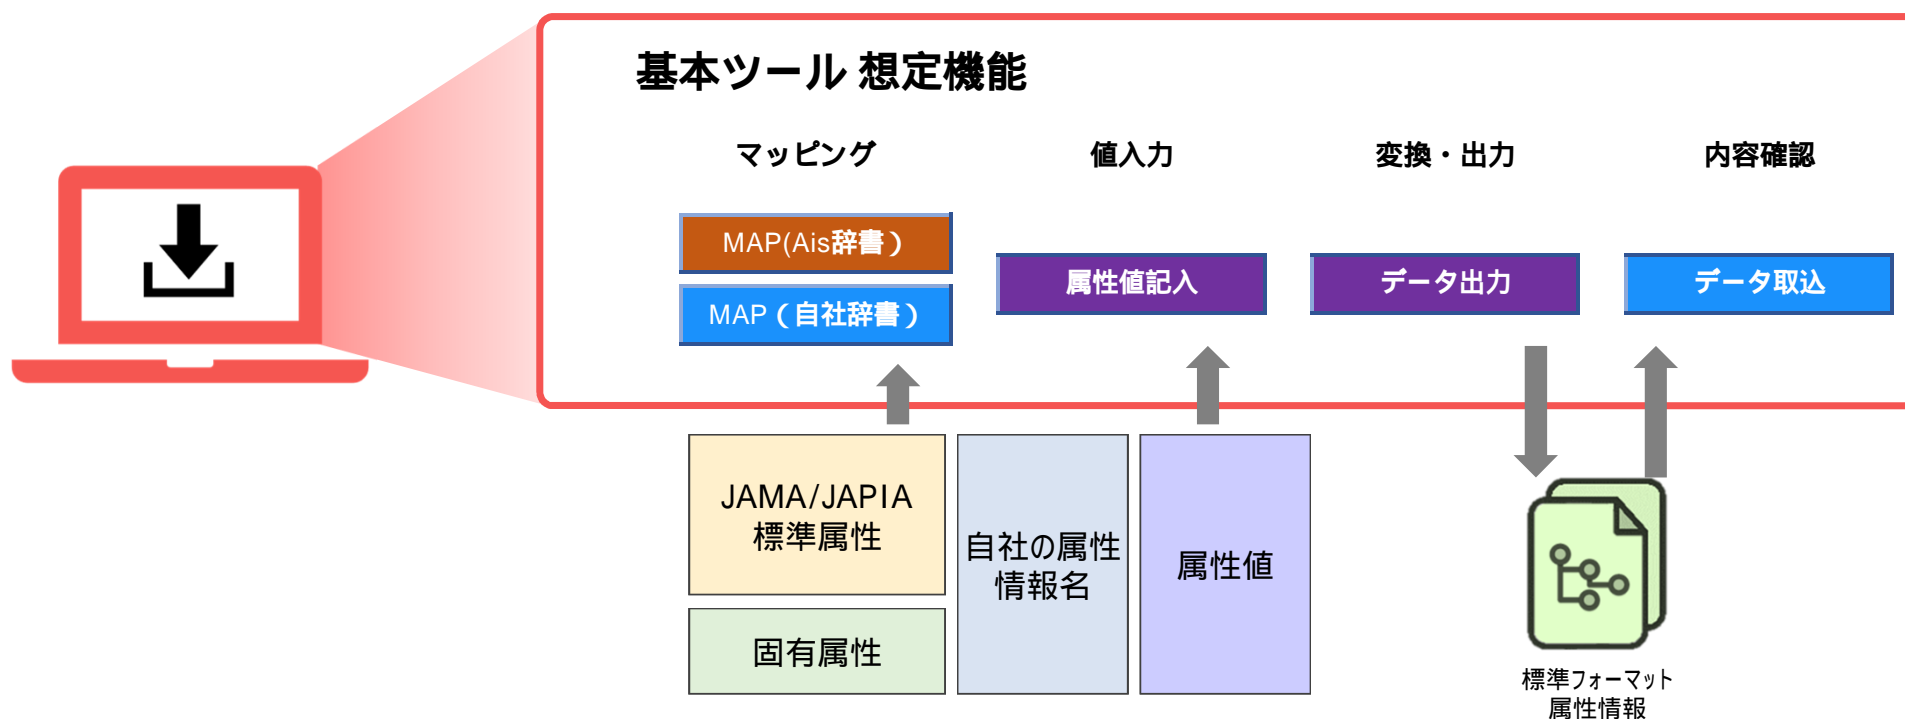 基本ツール 想定機能
マッピング
値入力
変換・出力
内容確認
MAP(Ais辞書）
MAP（自社辞書）
属性値記入
データ出力
データ取込
JAMA/JAPIA
標準属性
固有属性
自社の属性
情報名
属性値
標準フォーマット
属性情報